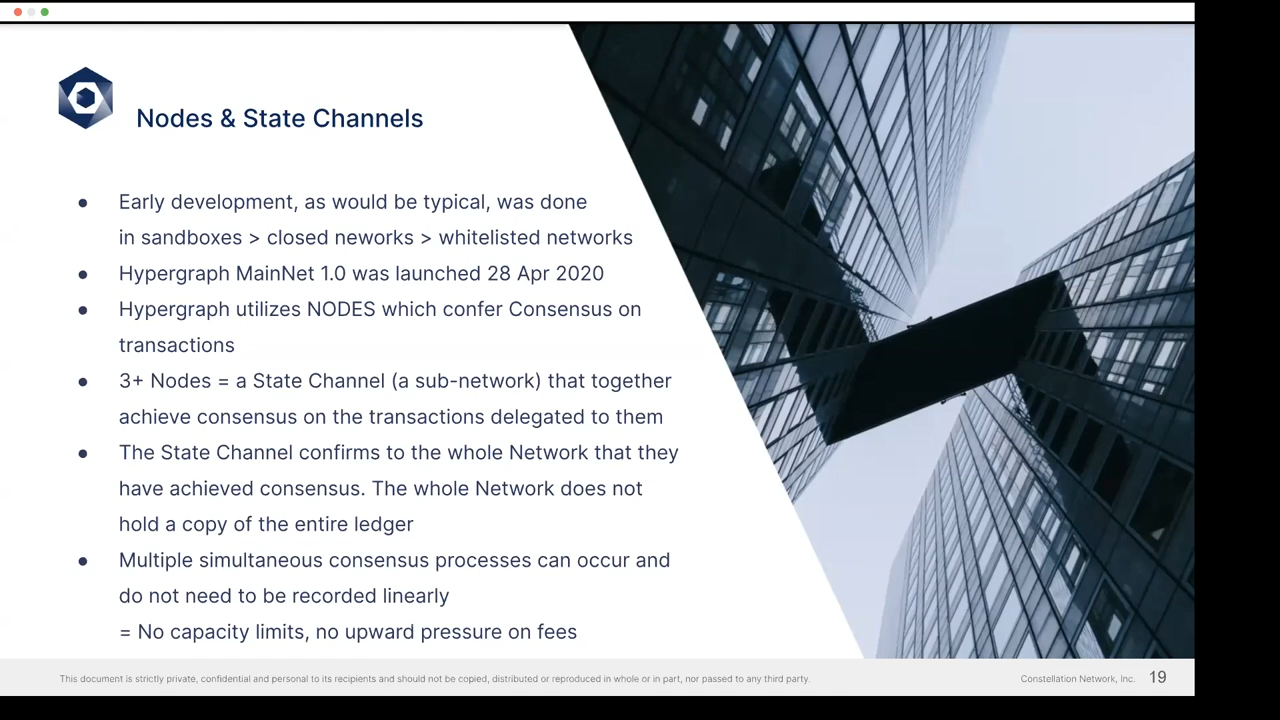 Nodes & State Channels
● Early development, as would be typical, was done
in sandboxes > closed neworks > whitelisted networks
● Hypergraph MainNet 1.0 was launched 28 Apr 2020
● Hypergraph utilizes NODES which confer Consensus on
transactions
● 3+ Nodes = a State Channel (a sub-network) that together
achieve consensus on the transactions delegated to them
● The State Channel confirms to the whole Network that they
have achieved consensus. The whole Network does not
hold a copy of the entire ledger
● Multiple simultaneous consensus processes can occur and
do not need to be recorded linearly
= No capacity limits, no upward pressure on fees
This document is strictly private, confidential and personal to its recipients and should not be copied, distributed or reproduced in whole or in part, nor passed to any third party.
Constellation Network, Inc. 19